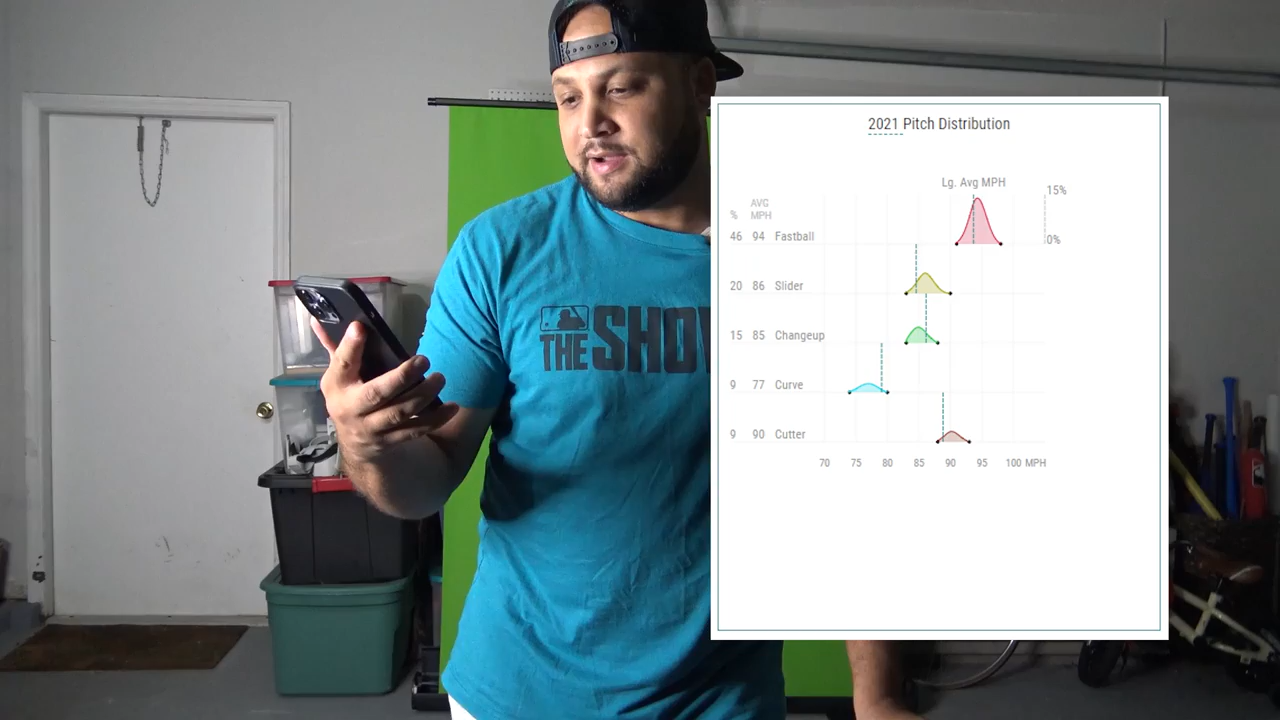 THE SHOW
2021 Pitch Distribution
Lg. Avg MPH
15%
0%
% AVG MPH
46 94 Fastball
20 86 Slider
15 85 Changeup
9 77 Curve
9 90 Cutter
70 75 80 85 90 95 100 MPH